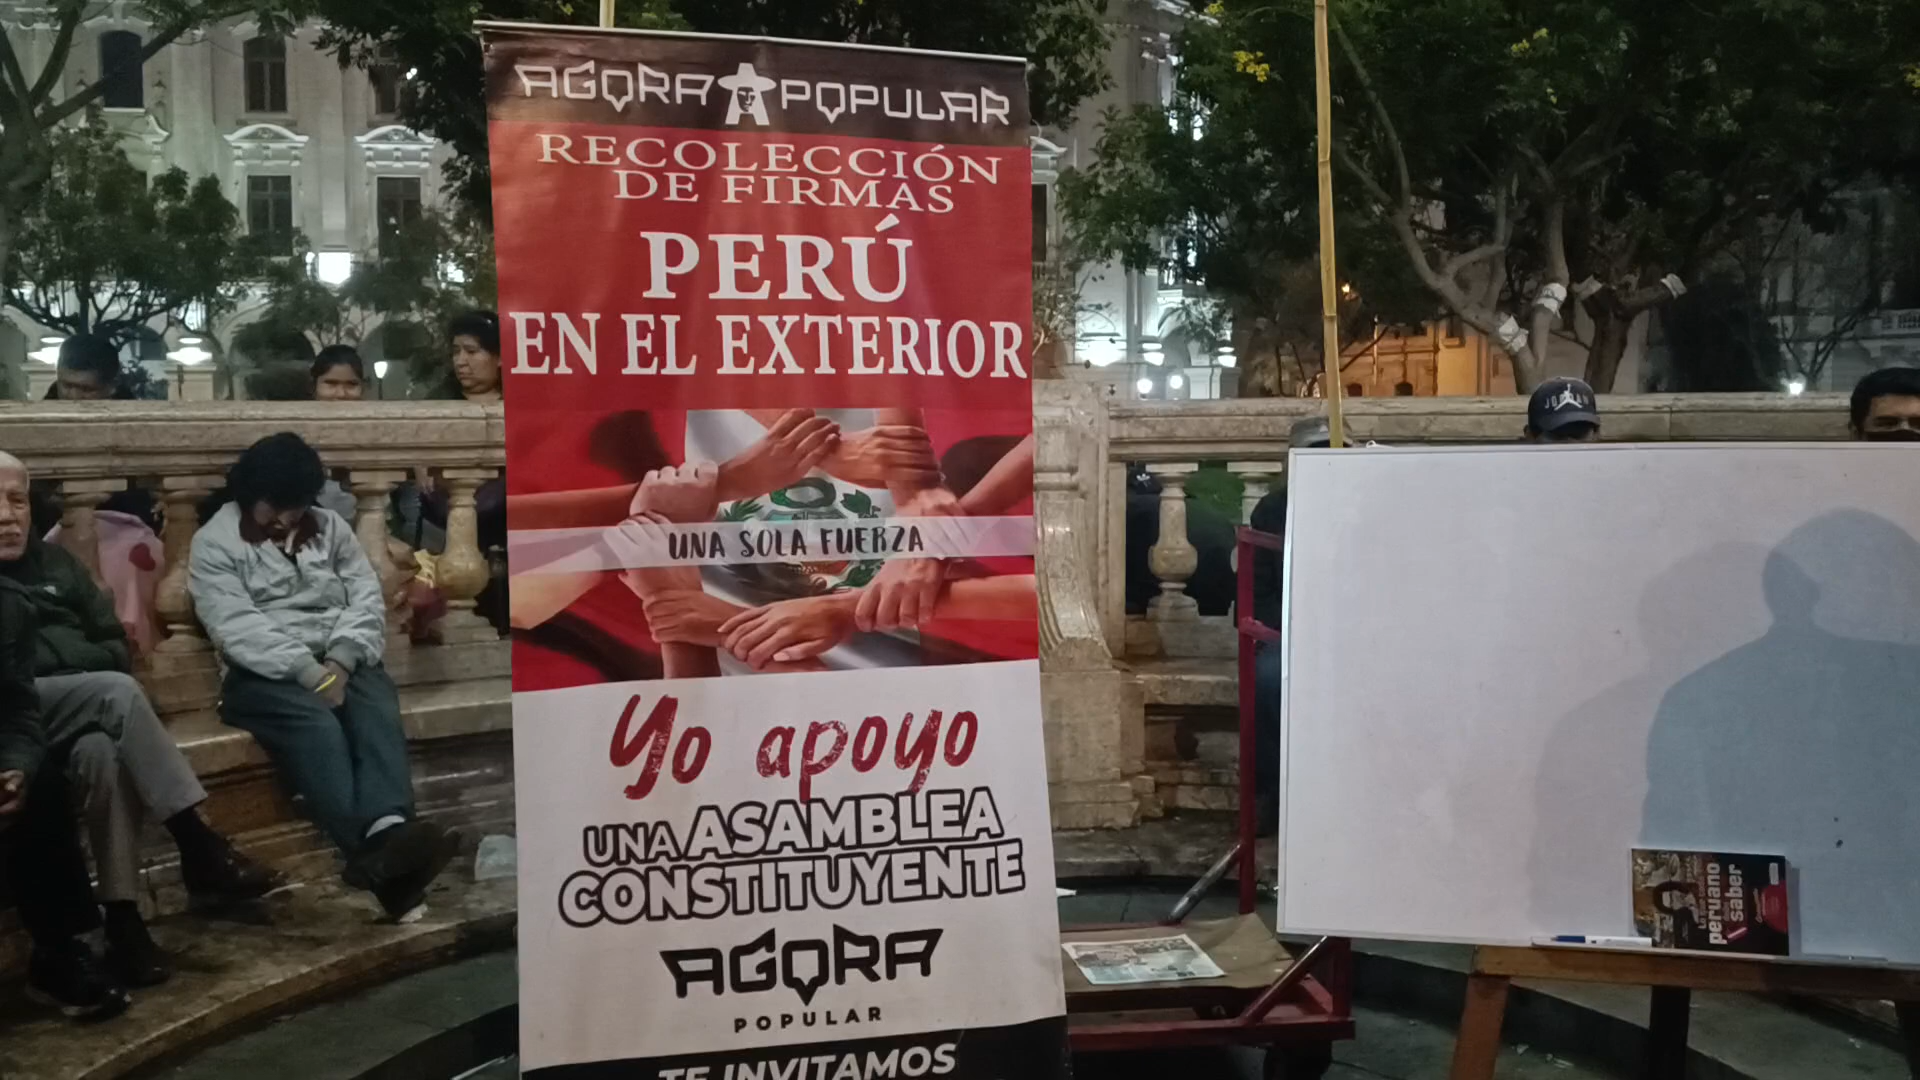 AGORA POPULAR
RECOLECCIÓN
DE FIRMAS
PERÚ
EN EL EXTERIOR
UNA SOLA FUERZA
Yo apoyo
UNA ASAMBLEA
CONSTITUYENTE
AGORA
POPULAR
TE INVITAMOS
JORDAN
peruano
saber